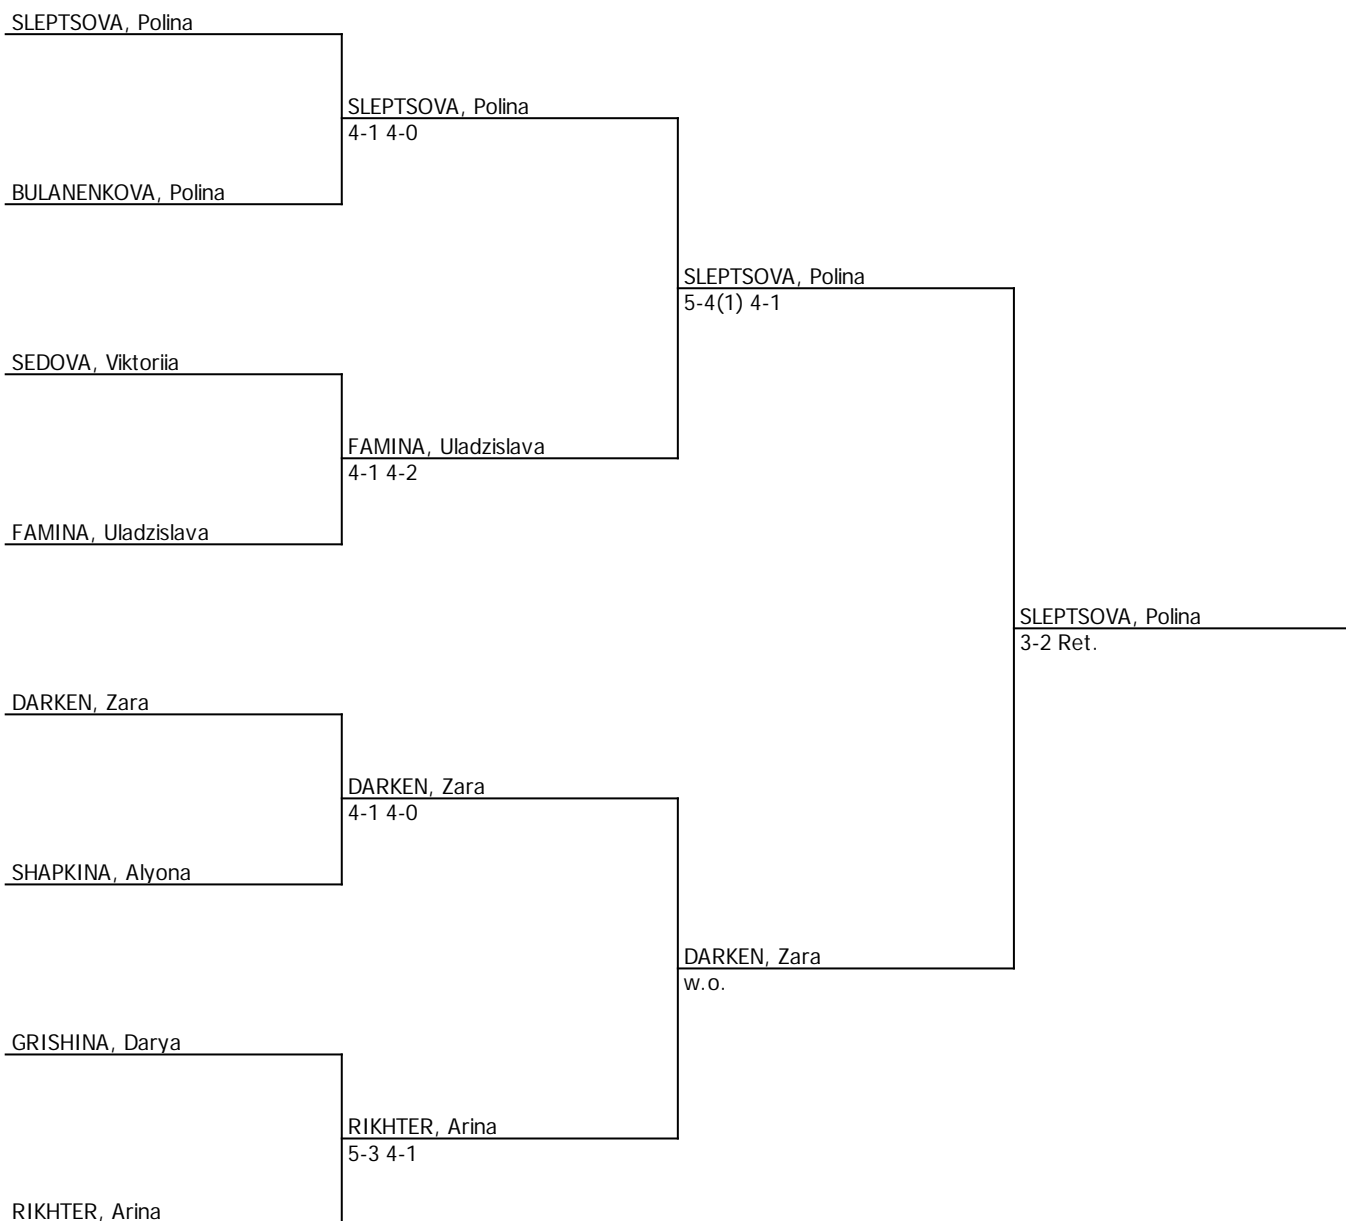 SLEPTSOVA, Polina
SLEPTSOVA, Polina
4-1 4-0
BULANENKOVA, Polina
SLEPTSOVA, Polina
5-4(1) 4-1
SEDOVA, Viktoriia
FAMINA, Uladzislava
4-1 4-2
FAMINA, Uladzislava
SLEPTSOVA, Polina
3-2 Ret.
DARKEN, Zara
DARKEN, Zara
4-1 4-0
SHAPKINA, Alyona
DARKEN, Zara
w.o.
GRISHINA, Darya
RIKHTER, Arina
5-3 4-1
RIKHTER, Arina